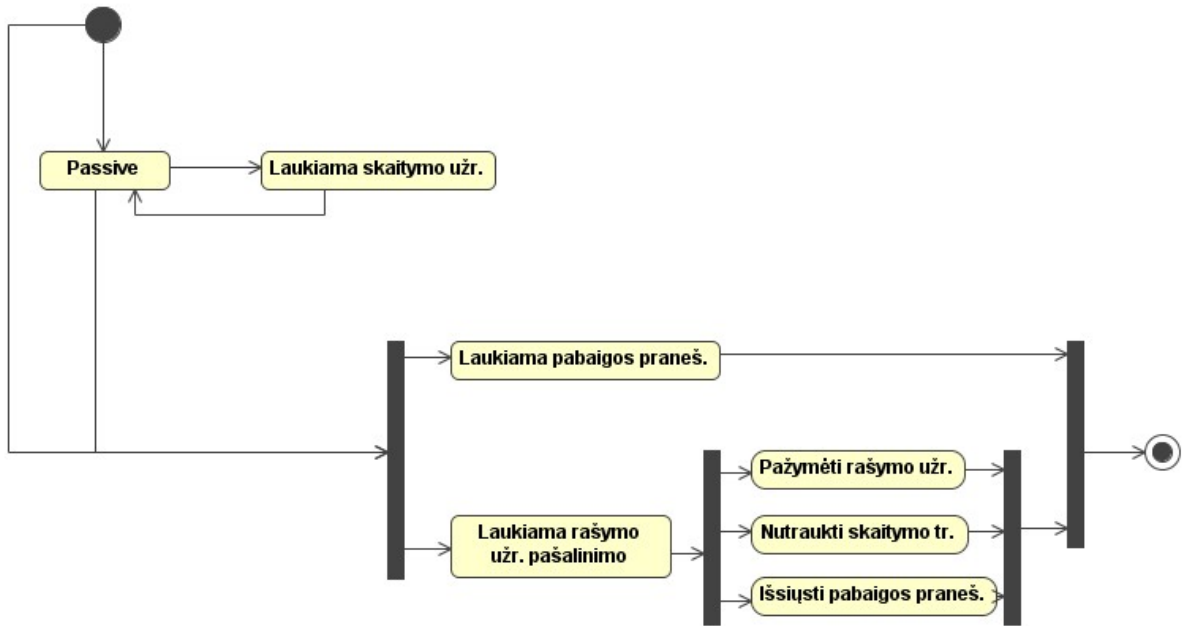 Passive
Laukiama skaitymo užr.
Laukiama pabaigos praneš.
Pažymėti rašymo užr.
Laukiama rašymo
užr. pašalinimo
Nutraukti skaitymo tr.
Išsiųsti pabaigos praneš.